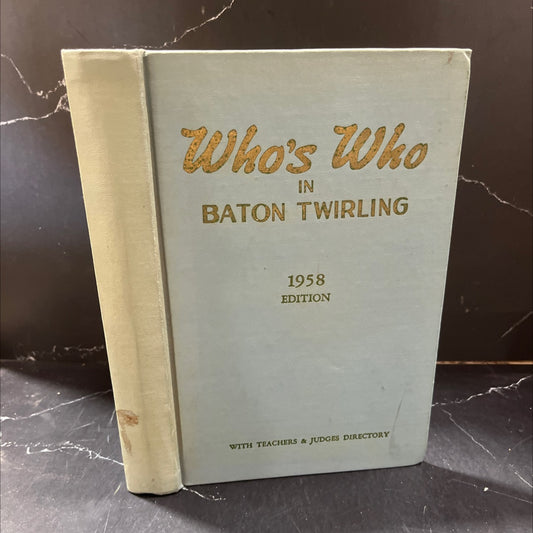 Who's Who
IN
BATON TWIRLING
1958
EDITION
WITH TEACHERS & JUDGES DIRECTORY